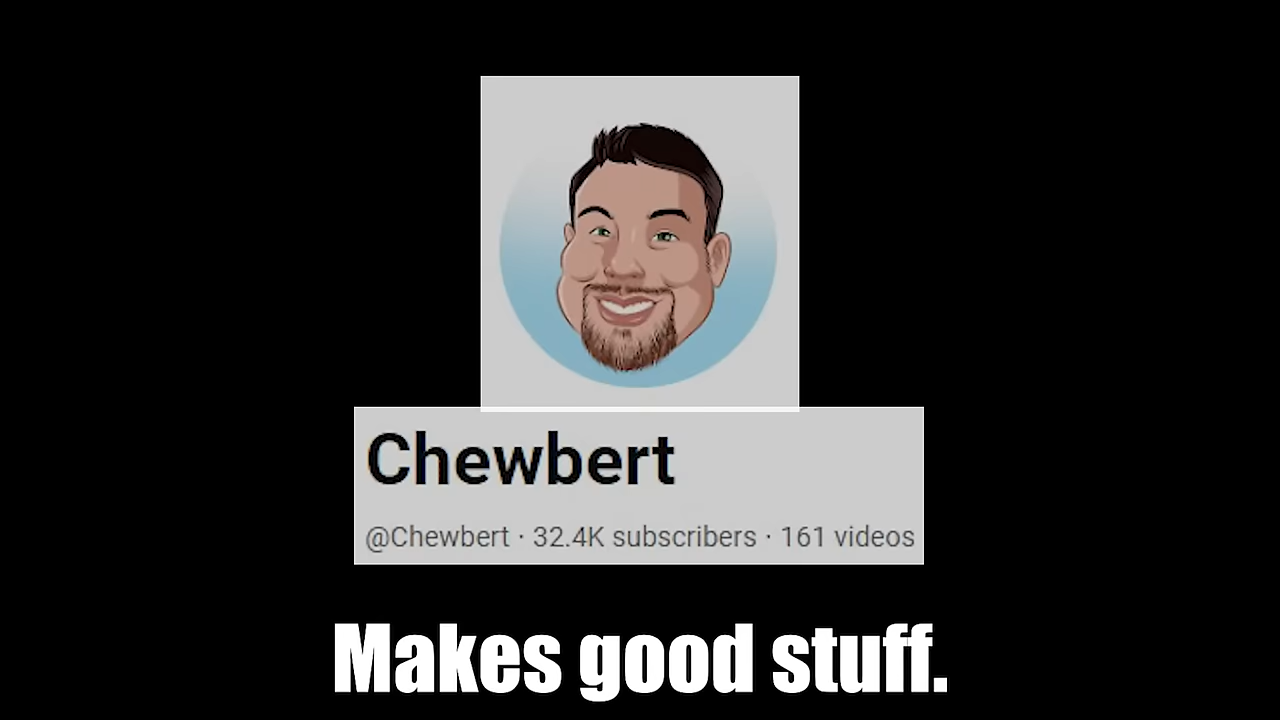 Chewbert
@Chewbert · 32.4K subscribers · 161 videos
Makes good stuff.